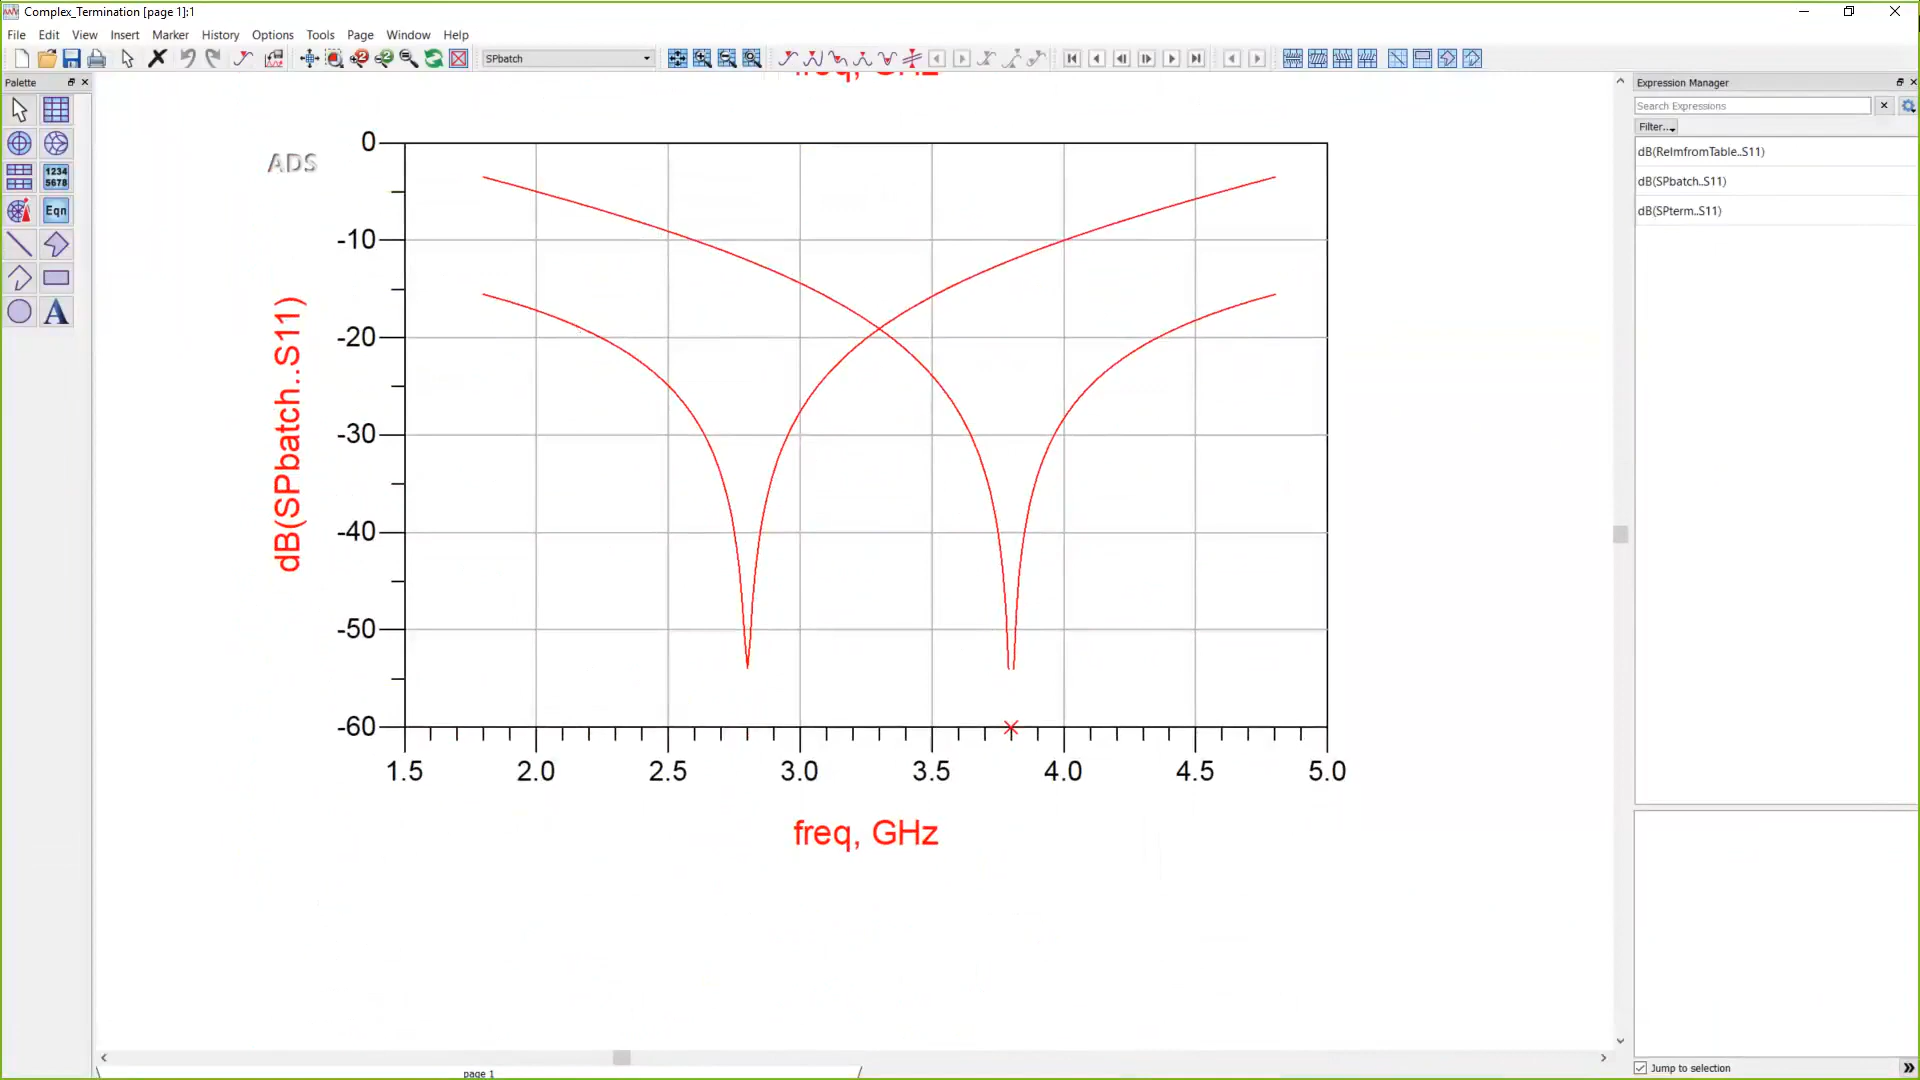 Complex_Termination [page 1]:1
File Edit View Insert Marker History Options Tools Page Window Help
SPbatch
Palette
1234
5678
Eqn
A
freq, GHz
ADS
0
-10
-20
-30
-40
-50
-60
dB(SPbatch..S11)
1.5 2.0 2.5 3.0 3.5 4.0 4.5 5.0
freq, GHz
page 1
Expression Manager
Search Expressions
Filter...
dB(ReImfromTable..S11)
dB(SPbatch..S11)
dB(SPterm..S11)
Jump to selection